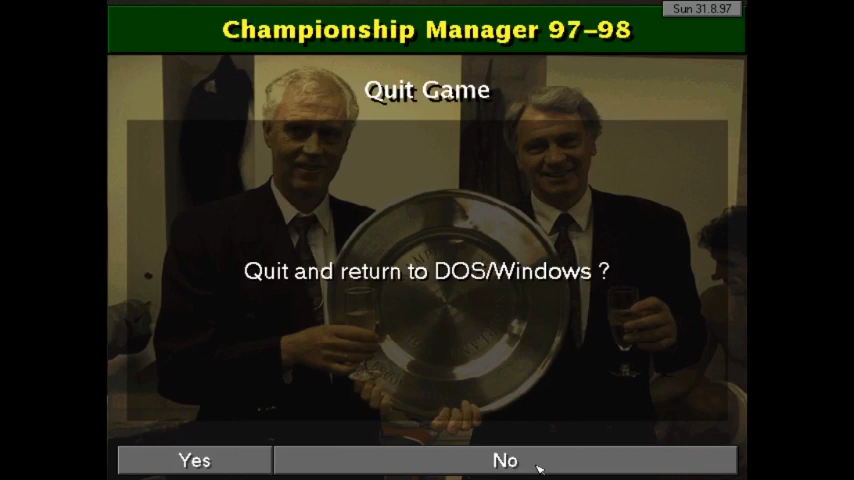 Sun 31.8.97
Championship Manager 97-98
Quit Game
Quit and return to DOS/Windows ?
Yes
No